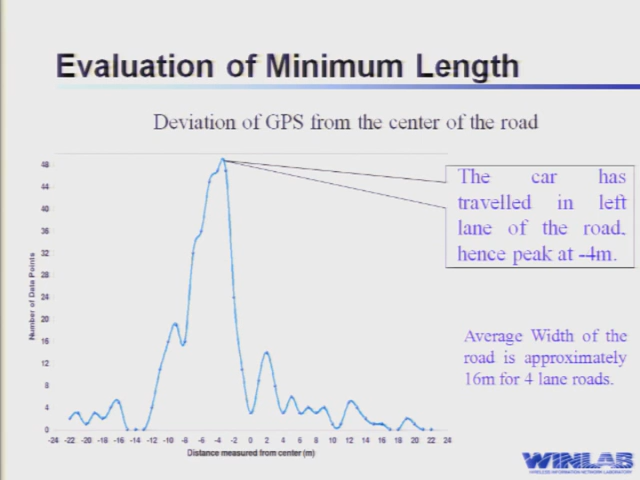 Evaluation of Minimum Length
Deviation of GPS from the center of the road
48
44
40
36
32
28
24
20
16
12
8
4
0
Number of Data Points
-24 -22 -20 -18 -16 -14 -12 -10 -8 -6 -4 -2 0 2 4 6 8 10 12 14 16 18 20 22 24
Distance measured from center (m)
The car has
travelled in left
lane of the road,
hence peak at -4m.
Average Width of the
road is approximately
16m for 4 lane roads.
WINLAB
WIRELESS INFORMATION NETWORK LABORATORY